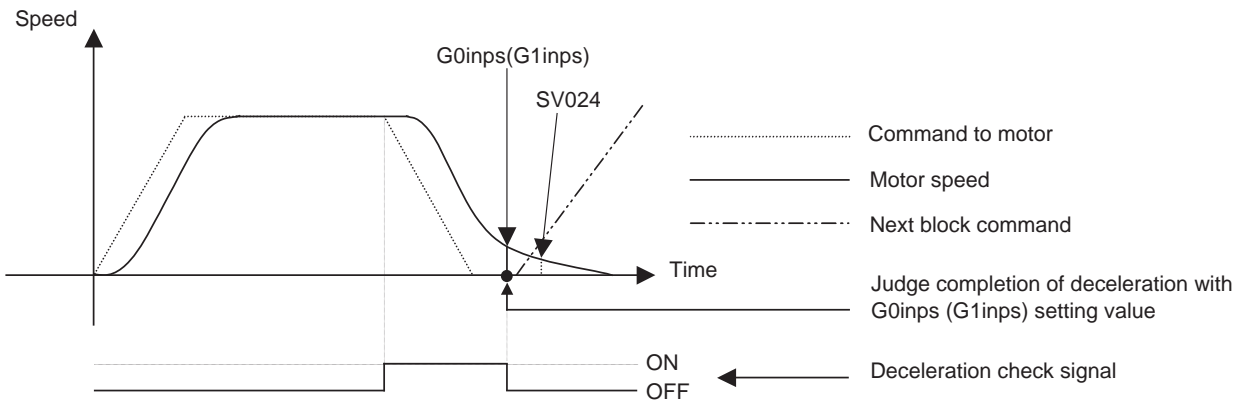 Speed
G0inps(G1inps)
SV024
Command to motor
Motor speed
Next block command
Time
Judge completion of deceleration with
G0inps (G1inps) setting value
ON
OFF
Deceleration check signal